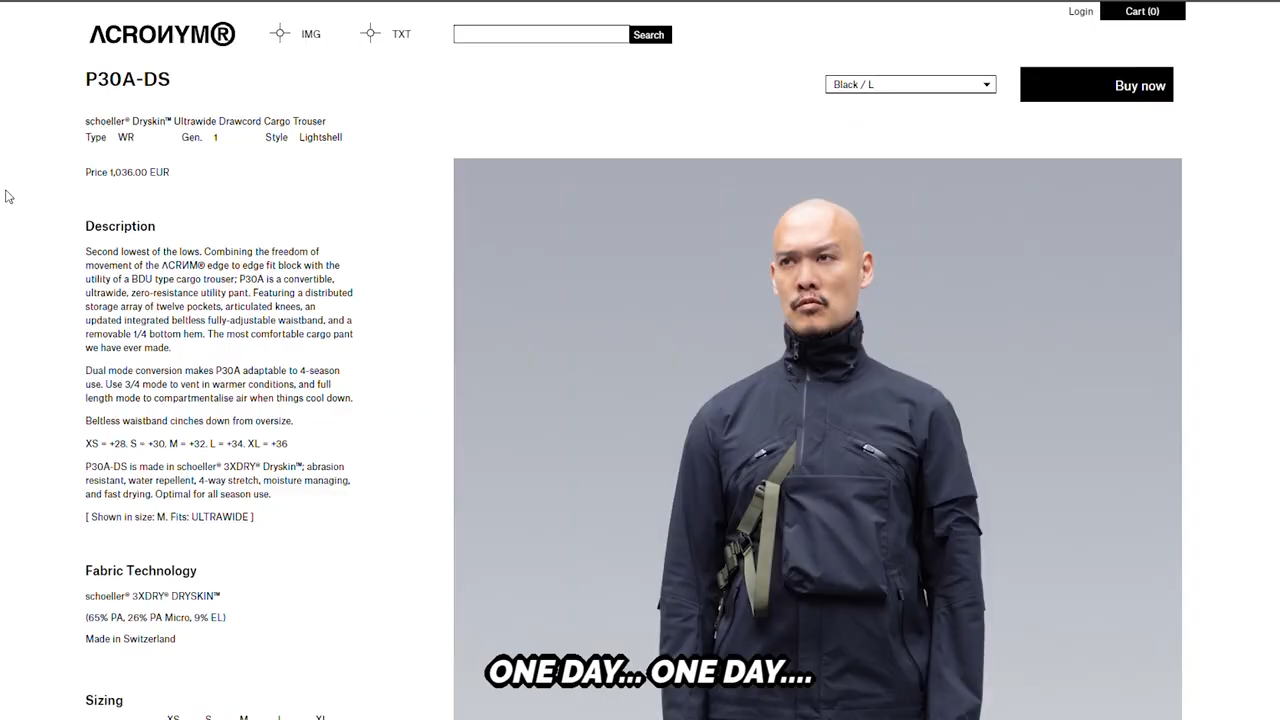 Login
Cart (0)
ΛCROИYM®
IMG
TXT
Search
P30A-DS
Black / L
Buy now
schoeller® Dryskin™ Ultrawide Drawcord Cargo Trouser
Type WR Gen. 1 Style Lightshell
Price 1,036.00 EUR
Description
Second lowest of the lows. Combining the freedom of
movement of the ΛCRИM® edge to edge fit block with the
utility of a BDU type cargo trouser; P30A is a convertible,
ultrawide, zero-resistance utility pant. Featuring a distributed
storage array of twelve pockets, articulated knees, an
updated integrated beltless fully-adjustable waistband, and a
removable 1/4 bottom hem. The most comfortable cargo pant
we have ever made.
Dual mode conversion makes P30A adaptable to 4-season
use. Use 3/4 mode to vent in warmer conditions, and full
length mode to compartmentalise air when things cool down.
Beltless waistband cinches down from oversize.
XS = +28. S = +30. M = +32. L = +34. XL = +36
P30A-DS is made in schoeller® 3XDRY® Dryskin™; abrasion
resistant, water repellent, 4-way stretch, moisture managing,
and fast drying. Optimal for all season use.
[ Shown in size: M. Fits: ULTRAWIDE ]
Fabric Technology
schoeller® 3XDRY® DRYSKIN™
(65% PA, 26% PA Micro, 9% EL)
Made in Switzerland
ONE DAY... ONE DAY....
Sizing
XS S M L XL